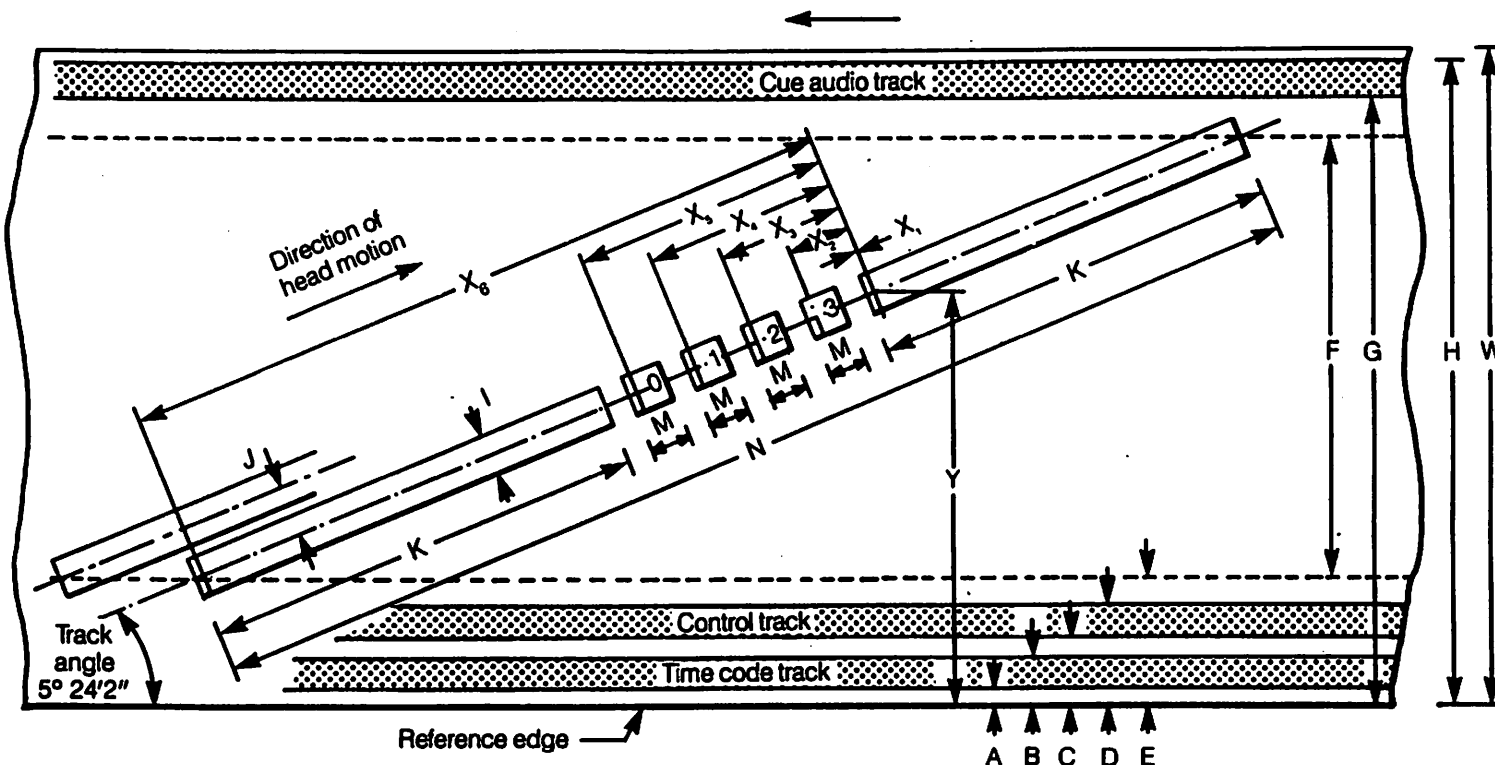 Cue audio track
Direction of
head motion
X₆
X₅
X₄
X₃
X₂
X₁
K
F
G
H
W
0
1
2
3
M
M
M
M
I
J
N
Y
K
Track
angle
5° 24'2"
Control track
Time code track
Reference edge
A
B
C
D
E